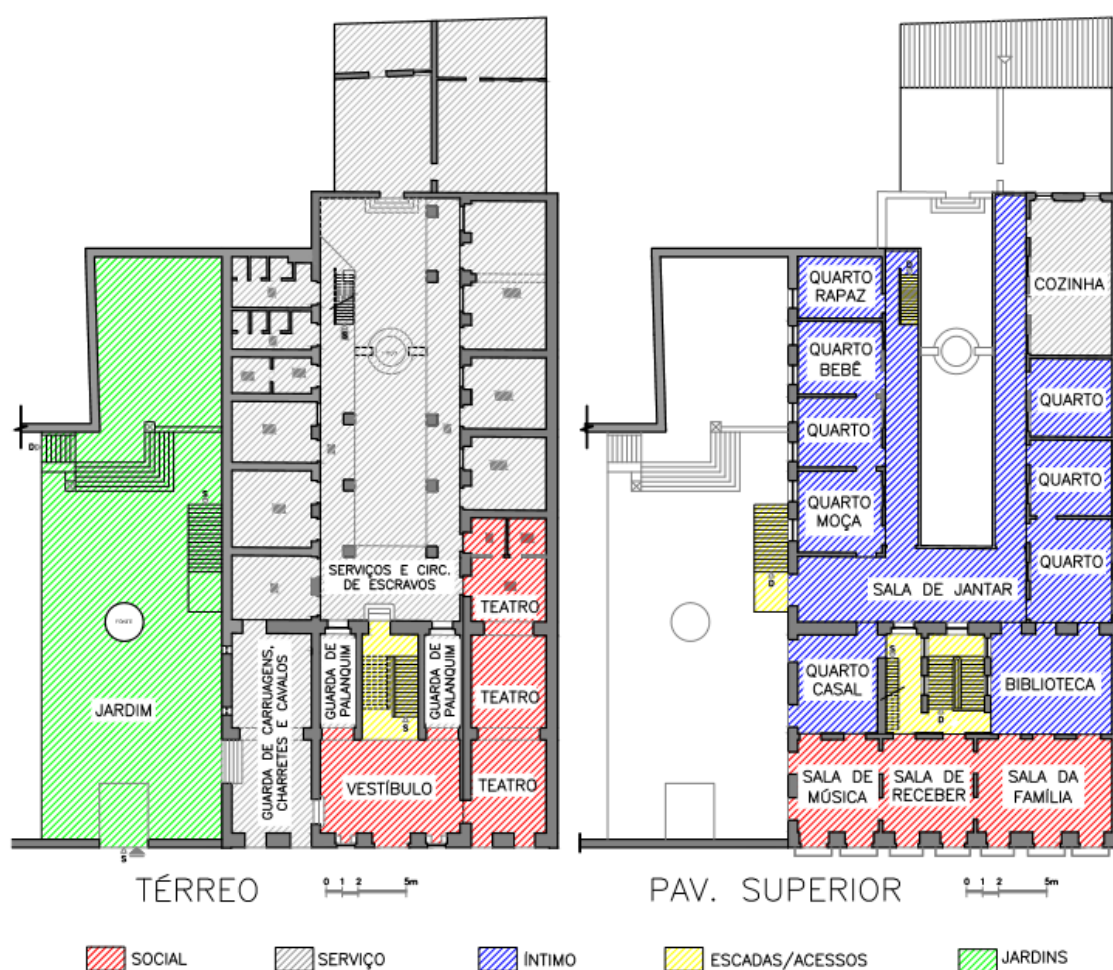 SERVIÇOS E CIRC.
DE ESCRAVOS
TEATRO
GUARDA DE CARRUAGENS,
CHARRETES E CAVALOS
GUARDA DE
PALANQUIM
GUARDA DE
PALANQUIM
TEATRO
JARDIM
VESTÍBULO
TEATRO
FONTE
D
S
S
S
TÉRREO
0 1 2 5m
QUARTO
RAPAZ
COZINHA
QUARTO
BEBÊ
QUARTO
QUARTO
QUARTO
QUARTO
MOÇA
QUARTO
SALA DE JANTAR
QUARTO
CASAL
BIBLIOTECA
SALA DE
MÚSICA
SALA DE
RECEBER
SALA DA
FAMÍLIA
D
D
S
D
PAV. SUPERIOR
0 1 2 5m
SOCIAL
SERVIÇO
ÍNTIMO
ESCADAS/ACESSOS
JARDINS